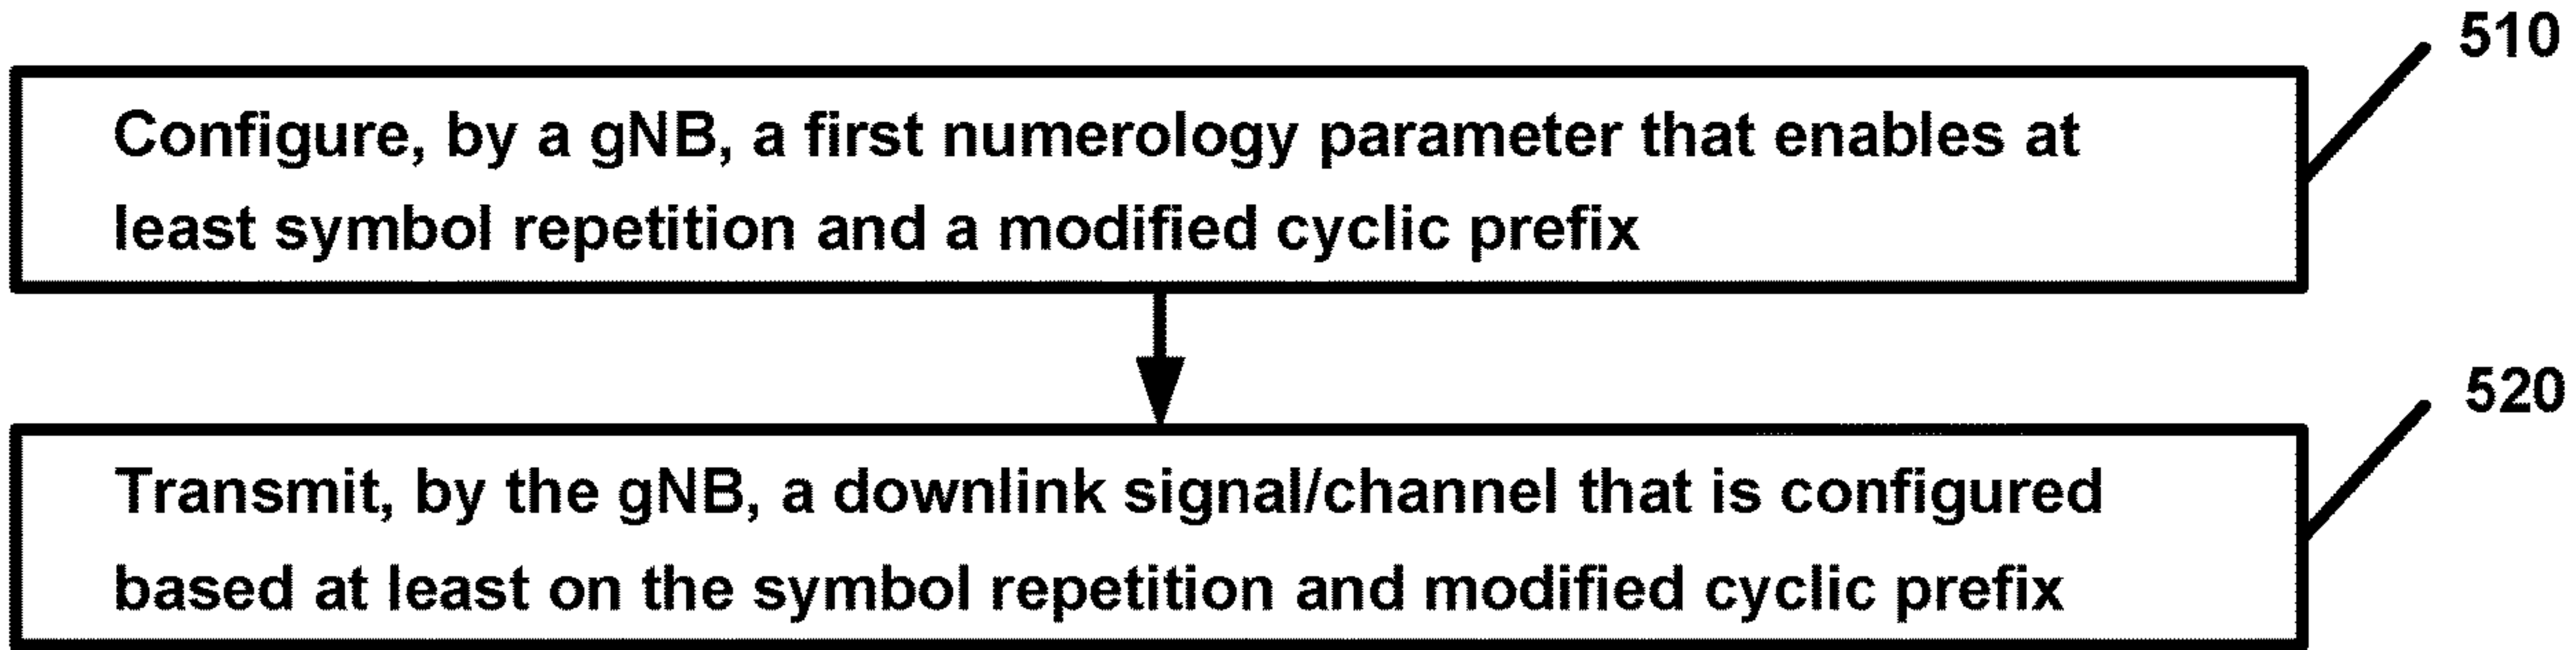 510
Configure, by a gNB, a first numerology parameter that enables at
least symbol repetition and a modified cyclic prefix
520
Transmit, by the gNB, a downlink signal/channel that is configured
based at least on the symbol repetition and modified cyclic prefix